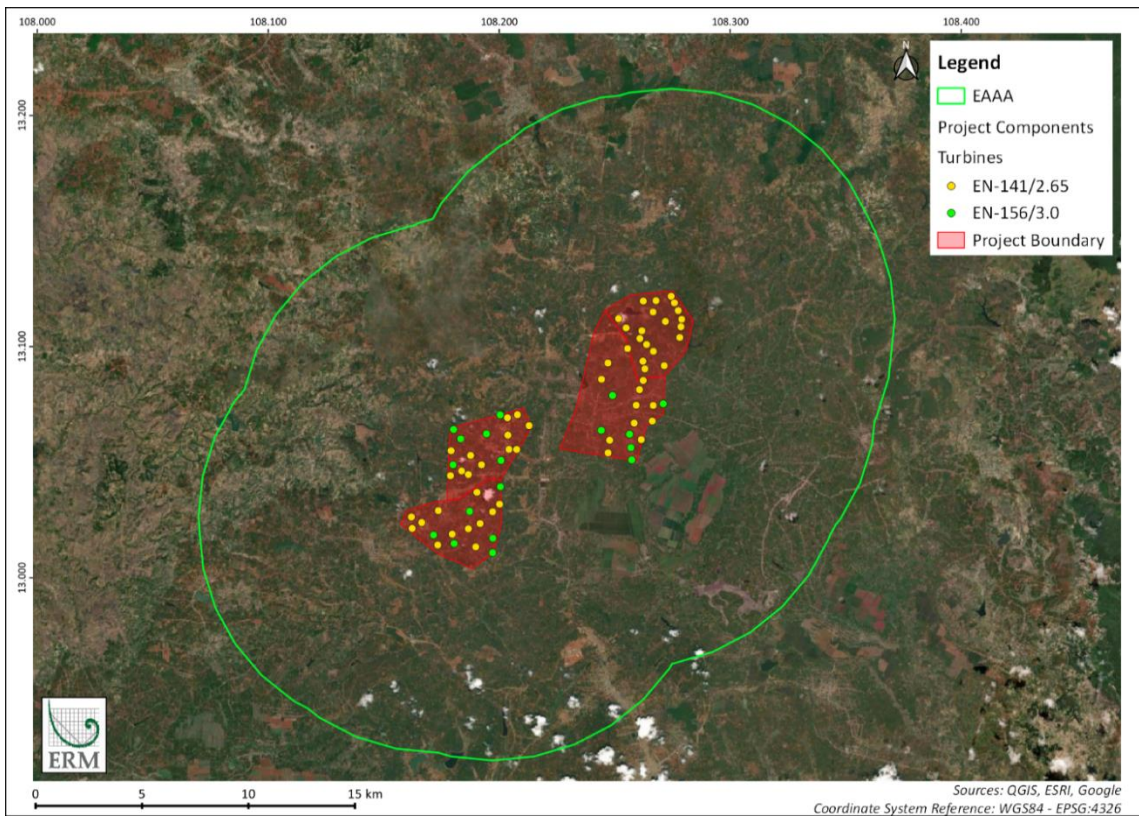 108.000 108.100 108.200 108.300 108.400
13.200
13.100
13.000
N
Legend
EAAA
Project Components
Turbines
EN-141/2.65
EN-156/3.0
Project Boundary
ERM
0 5 10 15 km
Sources: QGIS, ESRI, Google
Coordinate System Reference: WGS84 - EPSG:4326